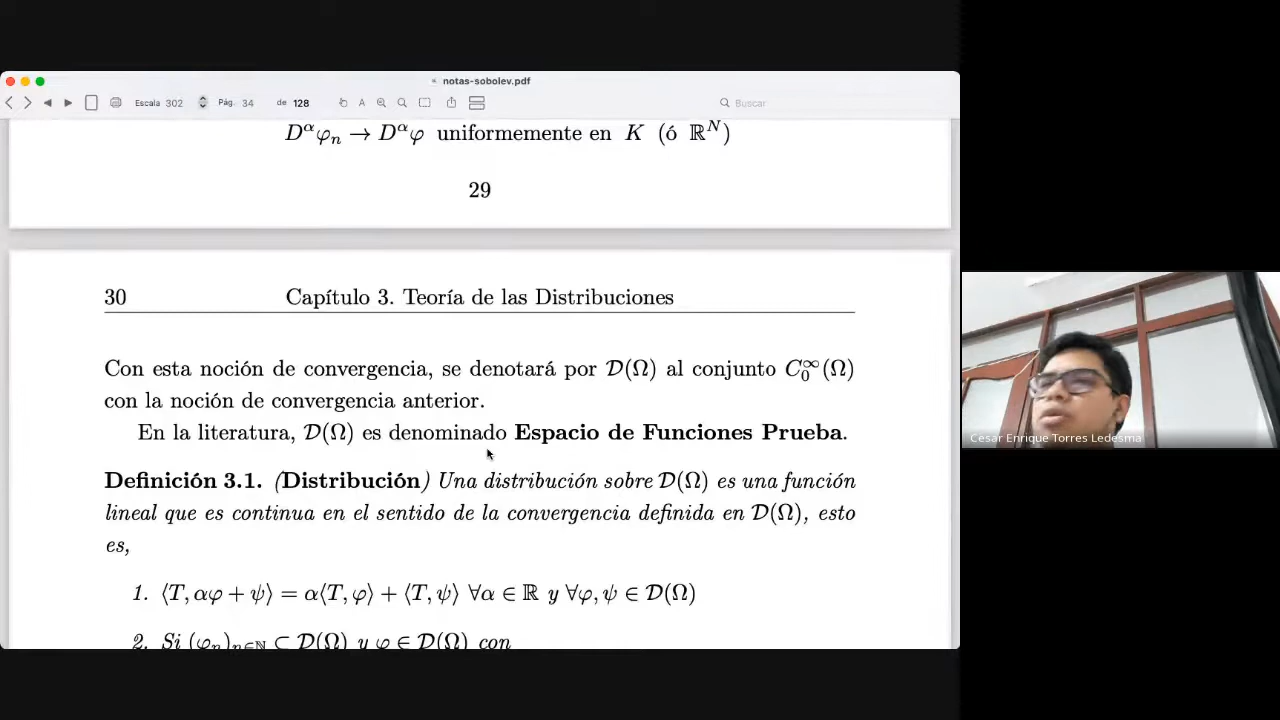 notas-sobolev.pdf
Escala 302 Pág. 34 de 128 Buscar
D^α φ_n → D^α φ uniformemente en K (ó ℝ^N)
29
30 Capítulo 3. Teoría de las Distribuciones
Con esta noción de convergencia, se denotará por 𝒟(Ω) al conjunto C_0^∞(Ω)
con la noción de convergencia anterior.
En la literatura, 𝒟(Ω) es denominado Espacio de Funciones Prueba.
Definición 3.1. (Distribución) Una distribución sobre 𝒟(Ω) es una función
lineal que es continua en el sentido de la convergencia definida en 𝒟(Ω), esto
es,
1. ⟨T, αφ + ψ⟩ = α⟨T, φ⟩ + ⟨T, ψ⟩ ∀α ∈ ℝ y ∀φ, ψ ∈ 𝒟(Ω)
2. Si (φ_n)_{n∈ℕ} ⊂ 𝒟(Ω) y φ ∈ 𝒟(Ω) con
César Enrique Torres Ledesma